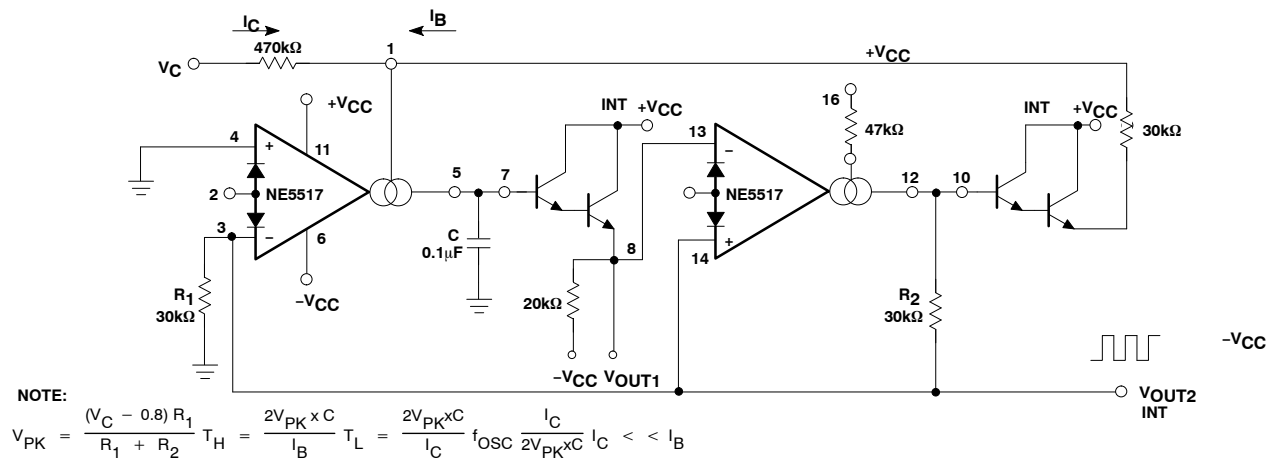 IC
IB
470kΩ
1
VC
+VCC
+VCC
4
+
11
2
NE5517
3
–
6
–VCC
R1
30kΩ
5
7
C
0.1µF
INT
+VCC
8
20kΩ
–VCC
VOUT1
13
–
NE5517
+
14
16
47kΩ
12
10
R2
30kΩ
INT
+VCC
30kΩ
–VCC
VOUT2
INT
NOTE:
VPK = (VC – 0.8) R1 / R1 + R2 TH = 2VPK x C / IB TL = 2VPKxC / IC fOSC IC / 2VPKxC IC < < IB